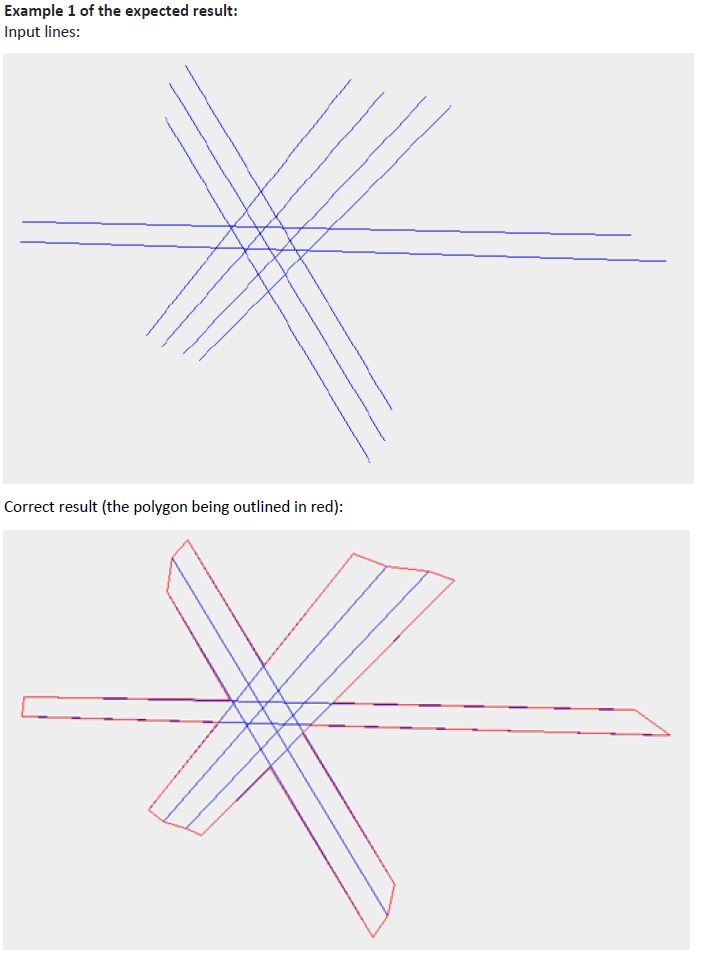 Example 1 of the expected result:
Input lines:
Correct result (the polygon being outlined in red):